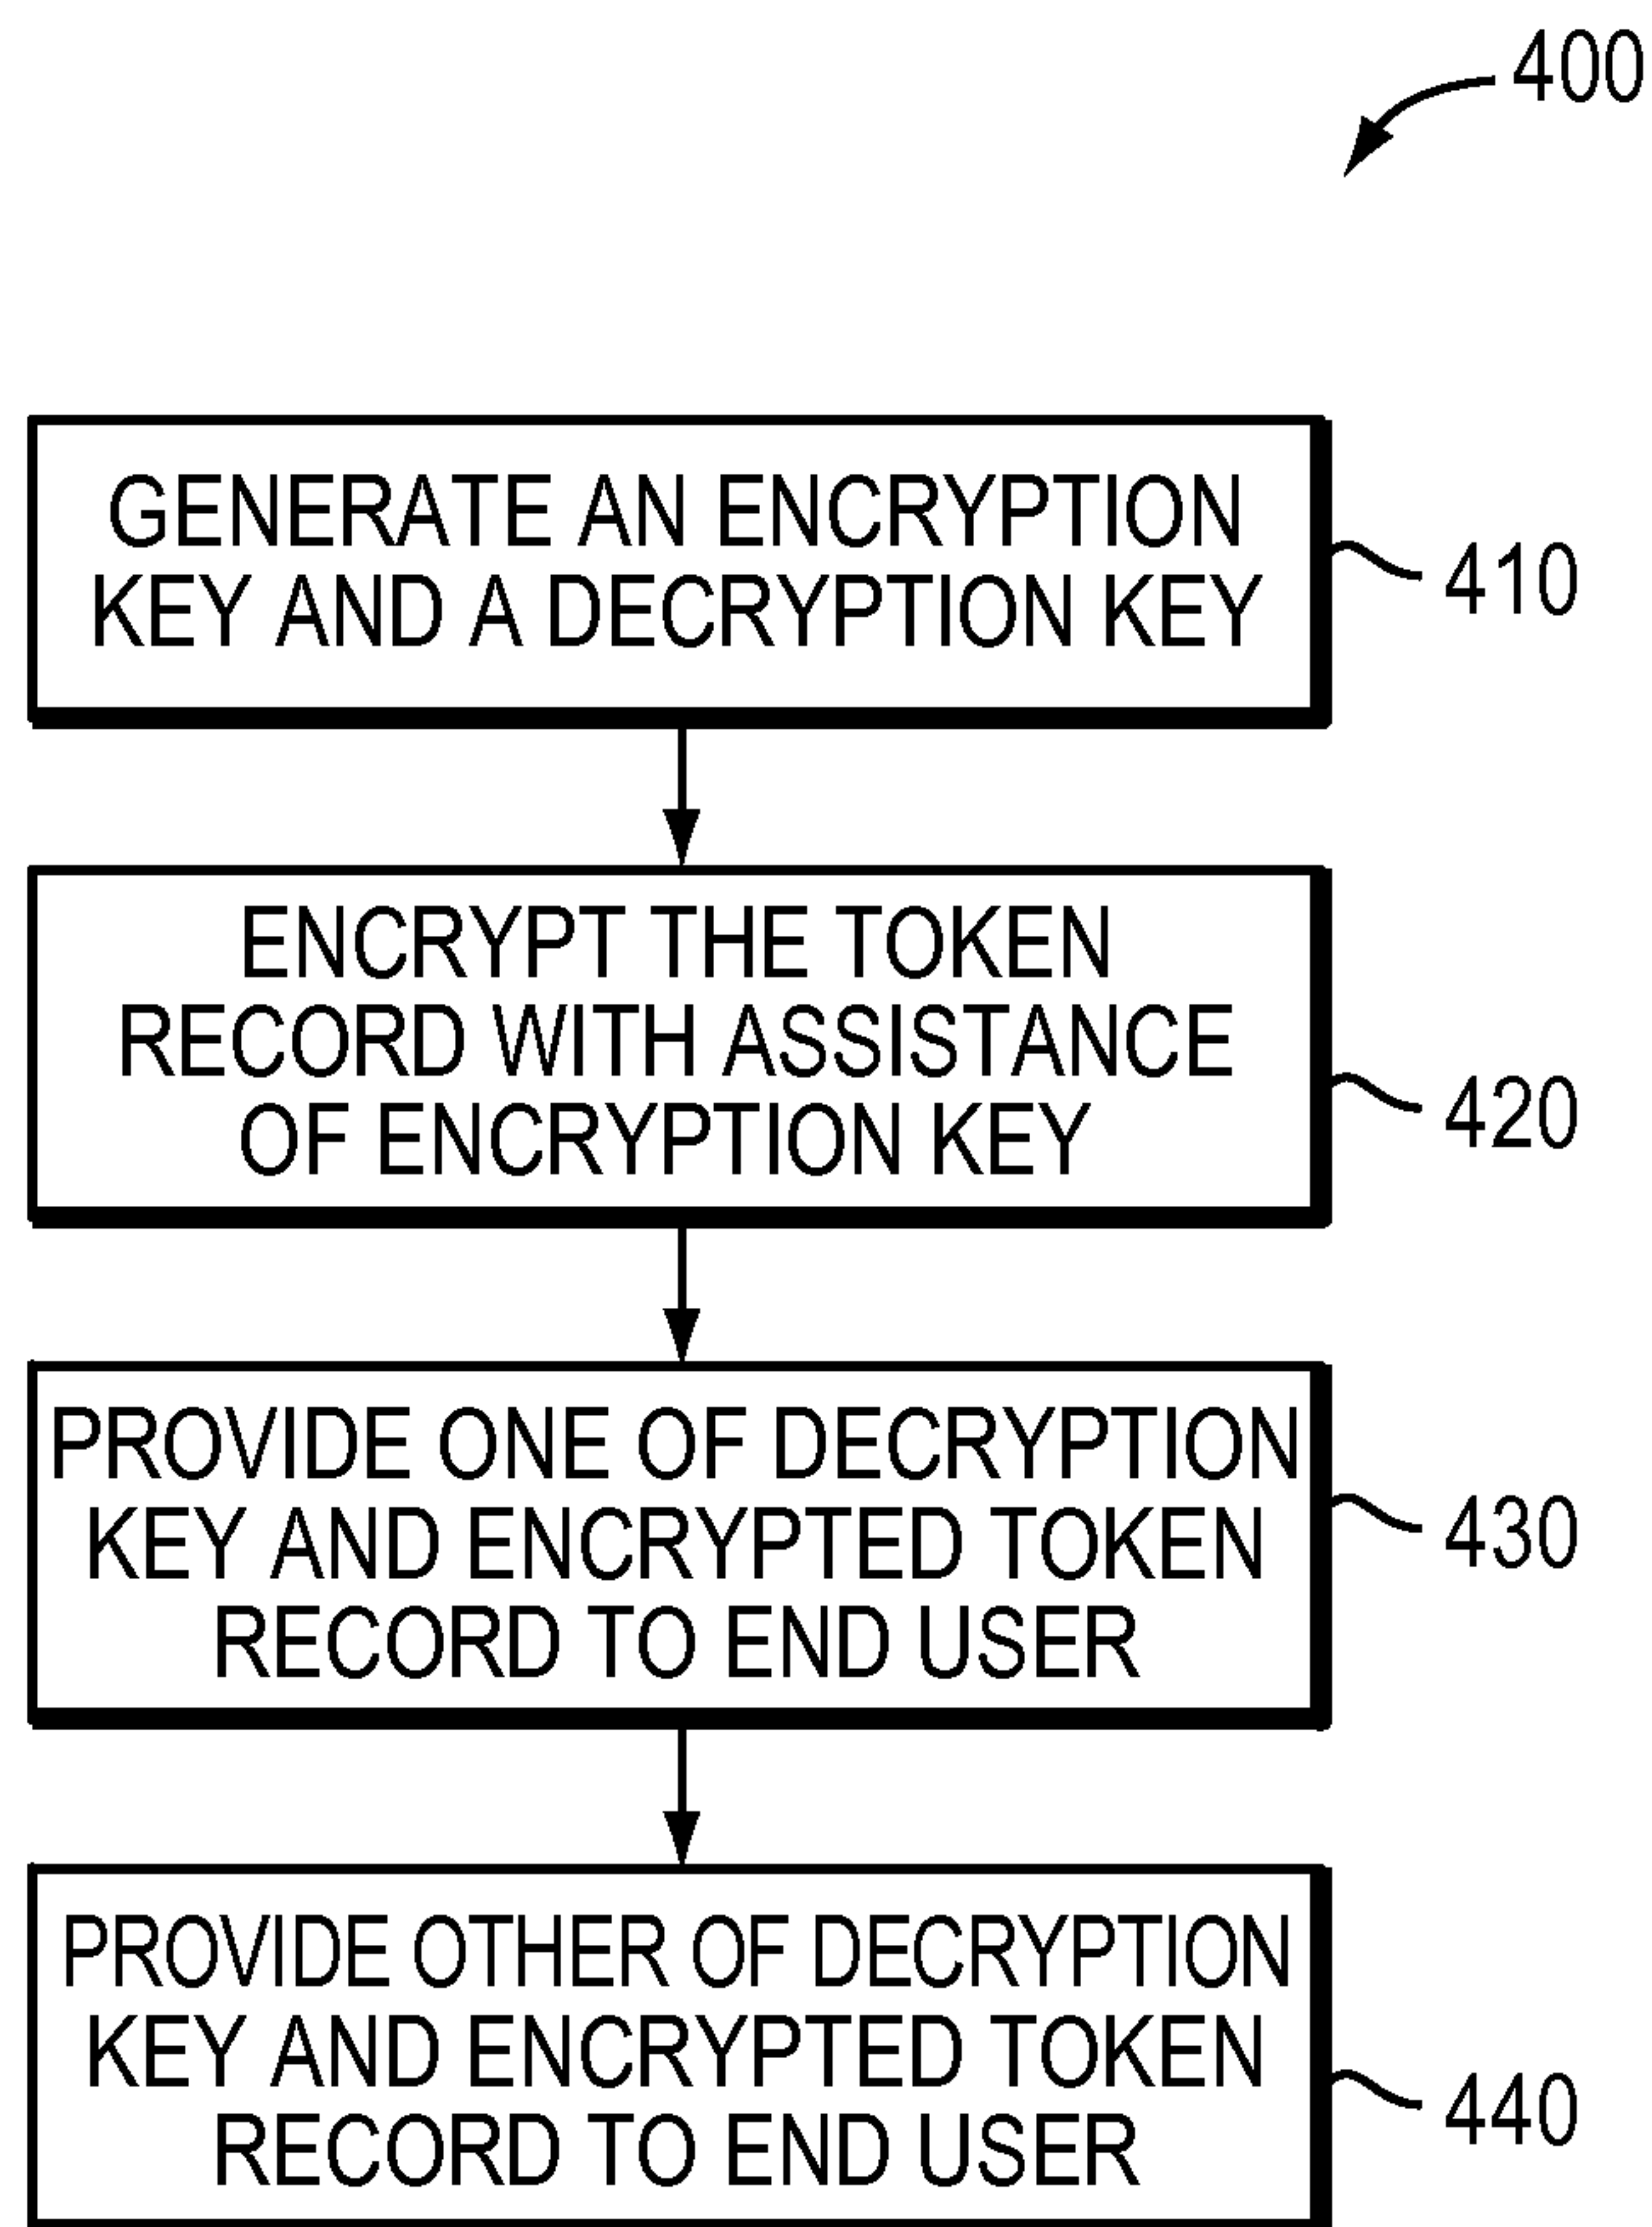 400
GENERATE AN ENCRYPTION
KEY AND A DECRYPTION KEY
410
ENCRYPT THE TOKEN
RECORD WITH ASSISTANCE
OF ENCRYPTION KEY
420
PROVIDE ONE OF DECRYPTION
KEY AND ENCRYPTED TOKEN
RECORD TO END USER
430
PROVIDE OTHER OF DECRYPTION
KEY AND ENCRYPTED TOKEN
RECORD TO END USER
440